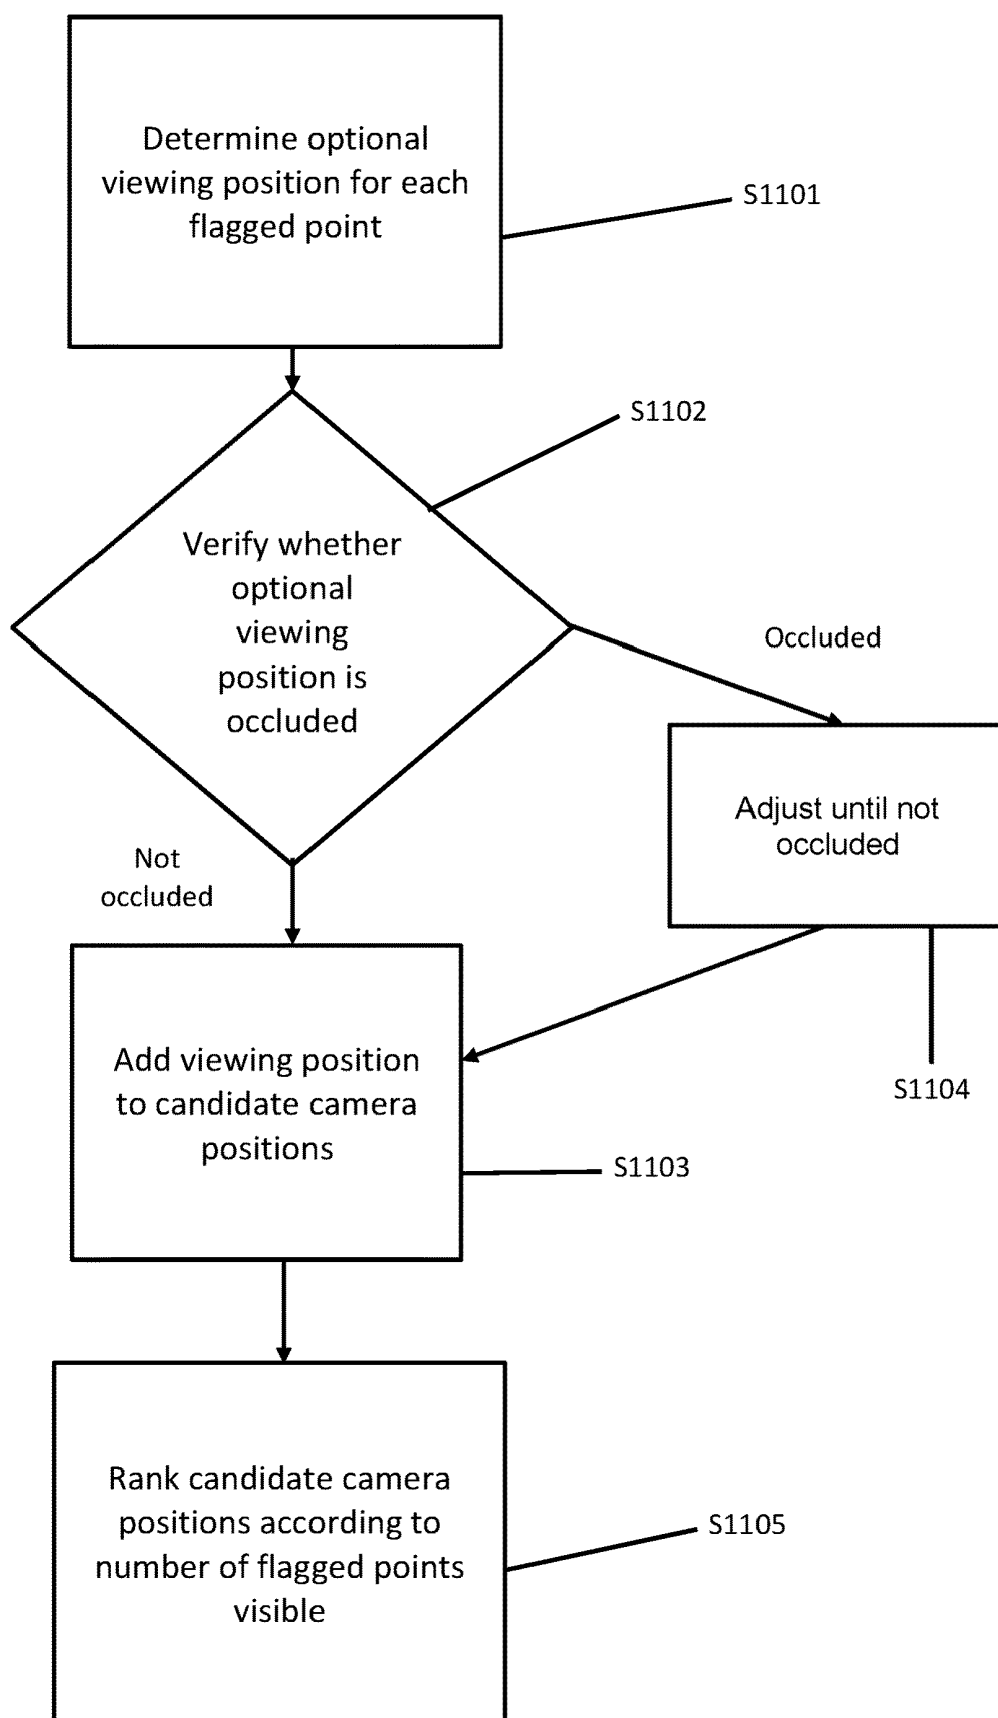 Determine optional
viewing position for each
flagged point
S1101
S1102
Verify whether
optional
viewing
position is
occluded
Occluded
Adjust until not
occluded
Not
occluded
Add viewing position
to candidate camera
positions
S1104
S1103
Rank candidate camera
positions according to
number of flagged points
visible
S1105